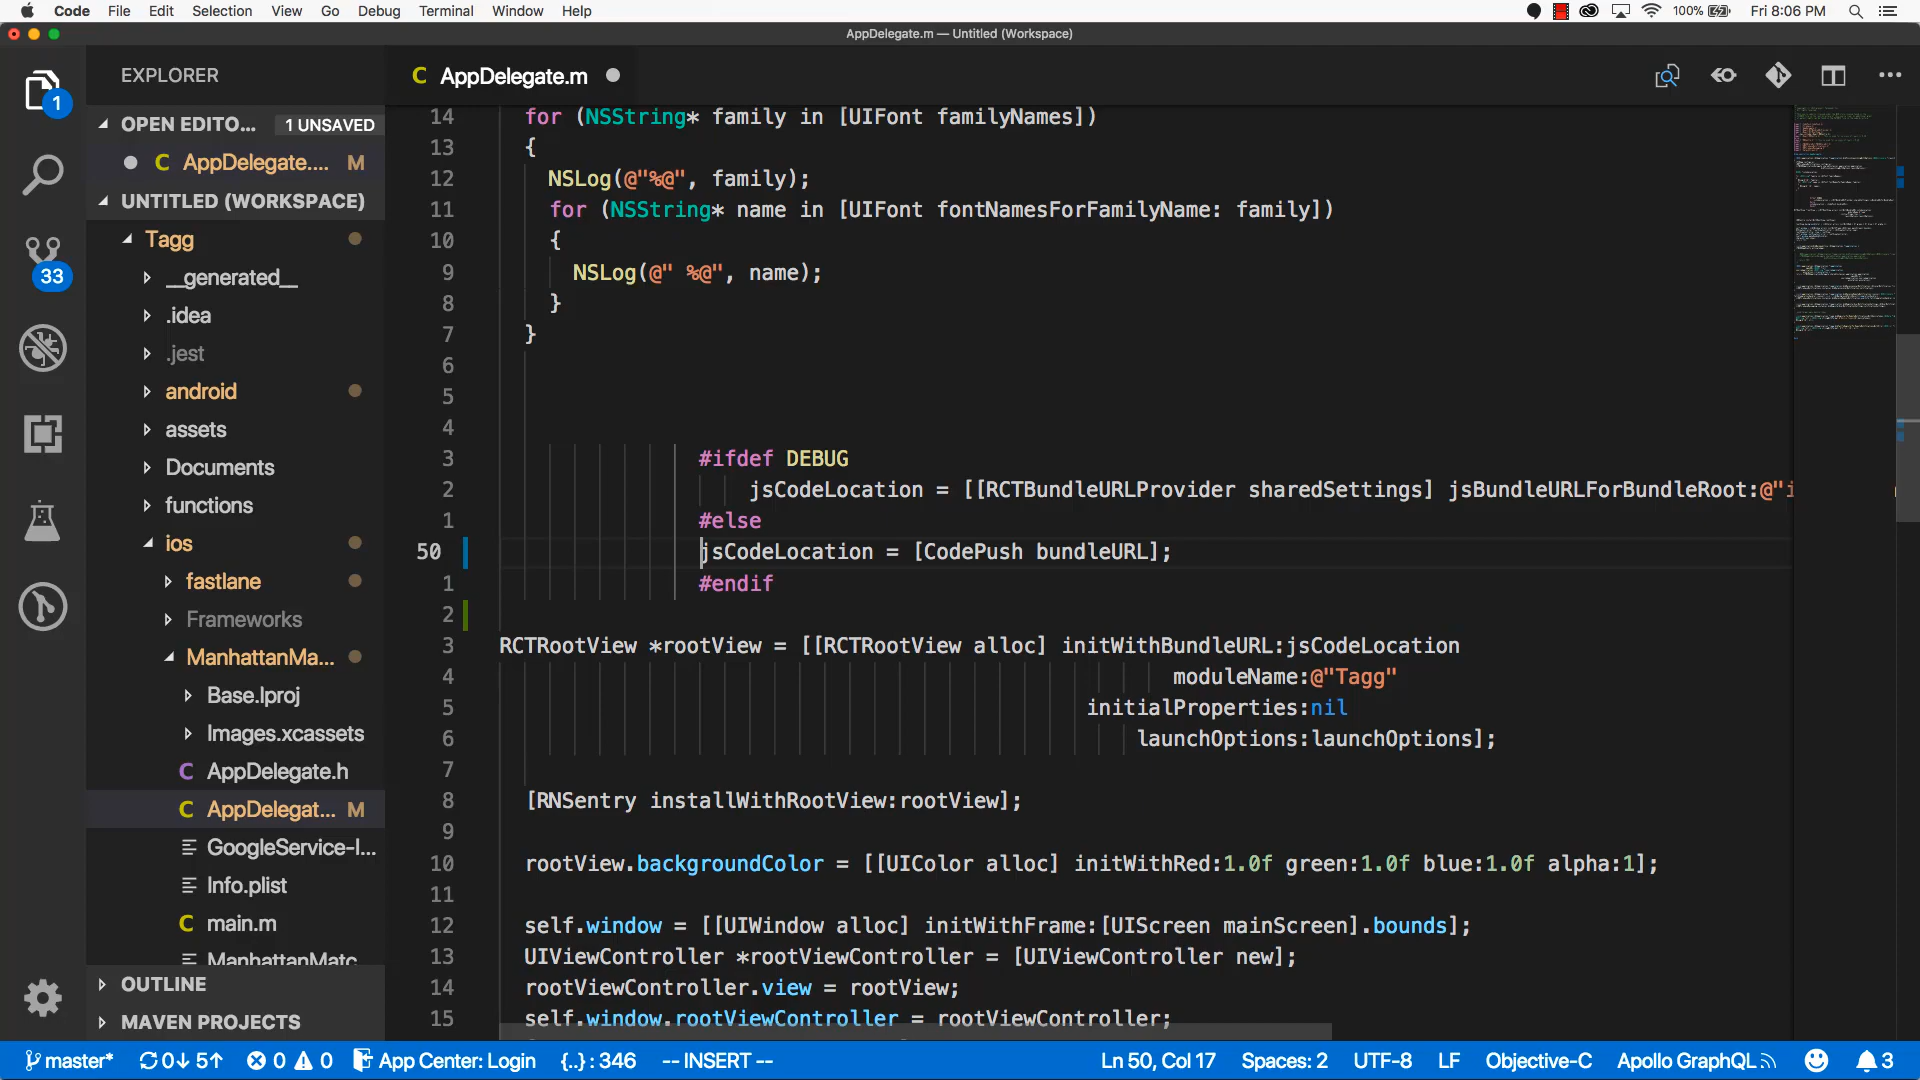 Code File Edit Selection View Go Debug Terminal Window Help 100% Fri 8:06 PM
AppDelegate.m — Untitled (Workspace)
EXPLORER
C AppDelegate.m
OPEN EDITO... 1 UNSAVED
C AppDelegate.... M
UNTITLED (WORKSPACE)
Tagg
__generated__
.idea
.jest
android
assets
Documents
functions
ios
fastlane
Frameworks
ManhattanMa...
Base.lproj
Images.xcassets
C AppDelegate.h
C AppDelegat... M
GoogleService-I...
Info.plist
C main.m
ManhattanMatc
OUTLINE
MAVEN PROJECTS
1
33
14 for (NSString* family in [UIFont familyNames])
13 {
12 NSLog(@"%@", family);
11 for (NSString* name in [UIFont fontNamesForFamilyName: family])
10 {
9 NSLog(@" %@", name);
8 }
7 }
6
5
4
3 #ifdef DEBUG
2 jsCodeLocation = [[RCTBundleURLProvider sharedSettings] jsBundleURLForBundleRoot:@"i
1 #else
50 jsCodeLocation = [CodePush bundleURL];
1 #endif
2
3 RCTRootView *rootView = [[RCTRootView alloc] initWithBundleURL:jsCodeLocation
4 moduleName:@"Tagg"
5 initialProperties:nil
6 launchOptions:launchOptions];
7
8 [RNSentry installWithRootView:rootView];
9
10 rootView.backgroundColor = [[UIColor alloc] initWithRed:1.0f green:1.0f blue:1.0f alpha:1];
11
12 self.window = [[UIWindow alloc] initWithFrame:[UIScreen mainScreen].bounds];
13 UIViewController *rootViewController = [UIViewController new];
14 rootViewController.view = rootView;
15 self.window.rootViewController = rootViewController;
master* 0↓ 5↑ 0 0 App Center: Login {..} : 346 -- INSERT -- Ln 50, Col 17 Spaces: 2 UTF-8 LF Objective-C Apollo GraphQL 3